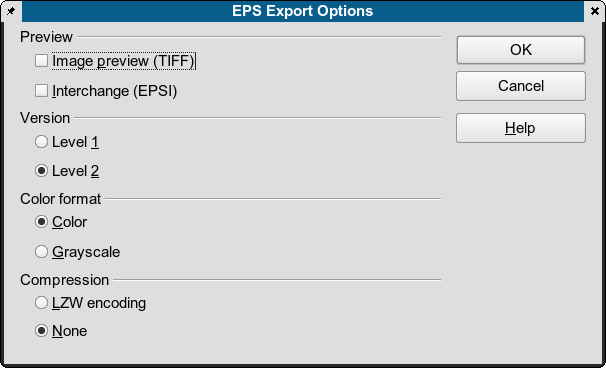 EPS Export Options
Preview
Image preview (TIFF)
Interchange (EPSI)
Version
Level 1
Level 2
Color format
Color
Grayscale
Compression
LZW encoding
None
OK
Cancel
Help